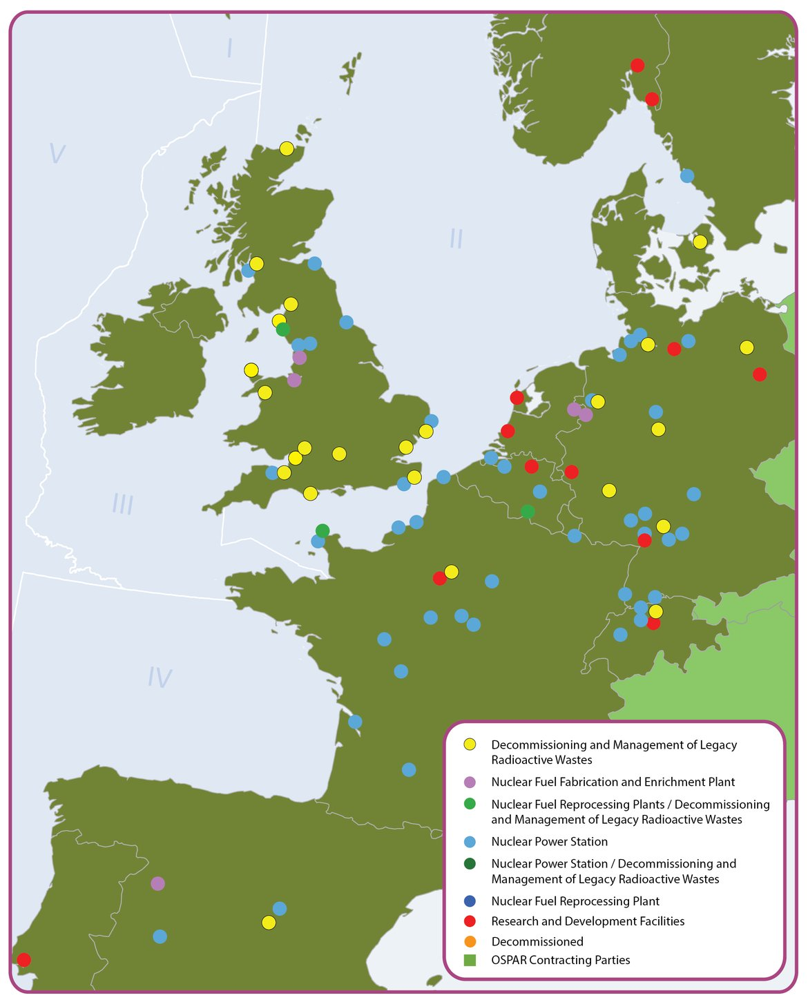 I
V
II
III
IV
Decommissioning and Management of Legacy
Radioactive Wastes
Nuclear Fuel Fabrication and Enrichment Plant
Nuclear Fuel Reprocessing Plants / Decommissioning
and Management of Legacy Radioactive Wastes
Nuclear Power Station
Nuclear Power Station / Decommissioning and
Management of Legacy Radioactive Wastes
Nuclear Fuel Reprocessing Plant
Research and Development Facilities
Decommissioned
OSPAR Contracting Parties